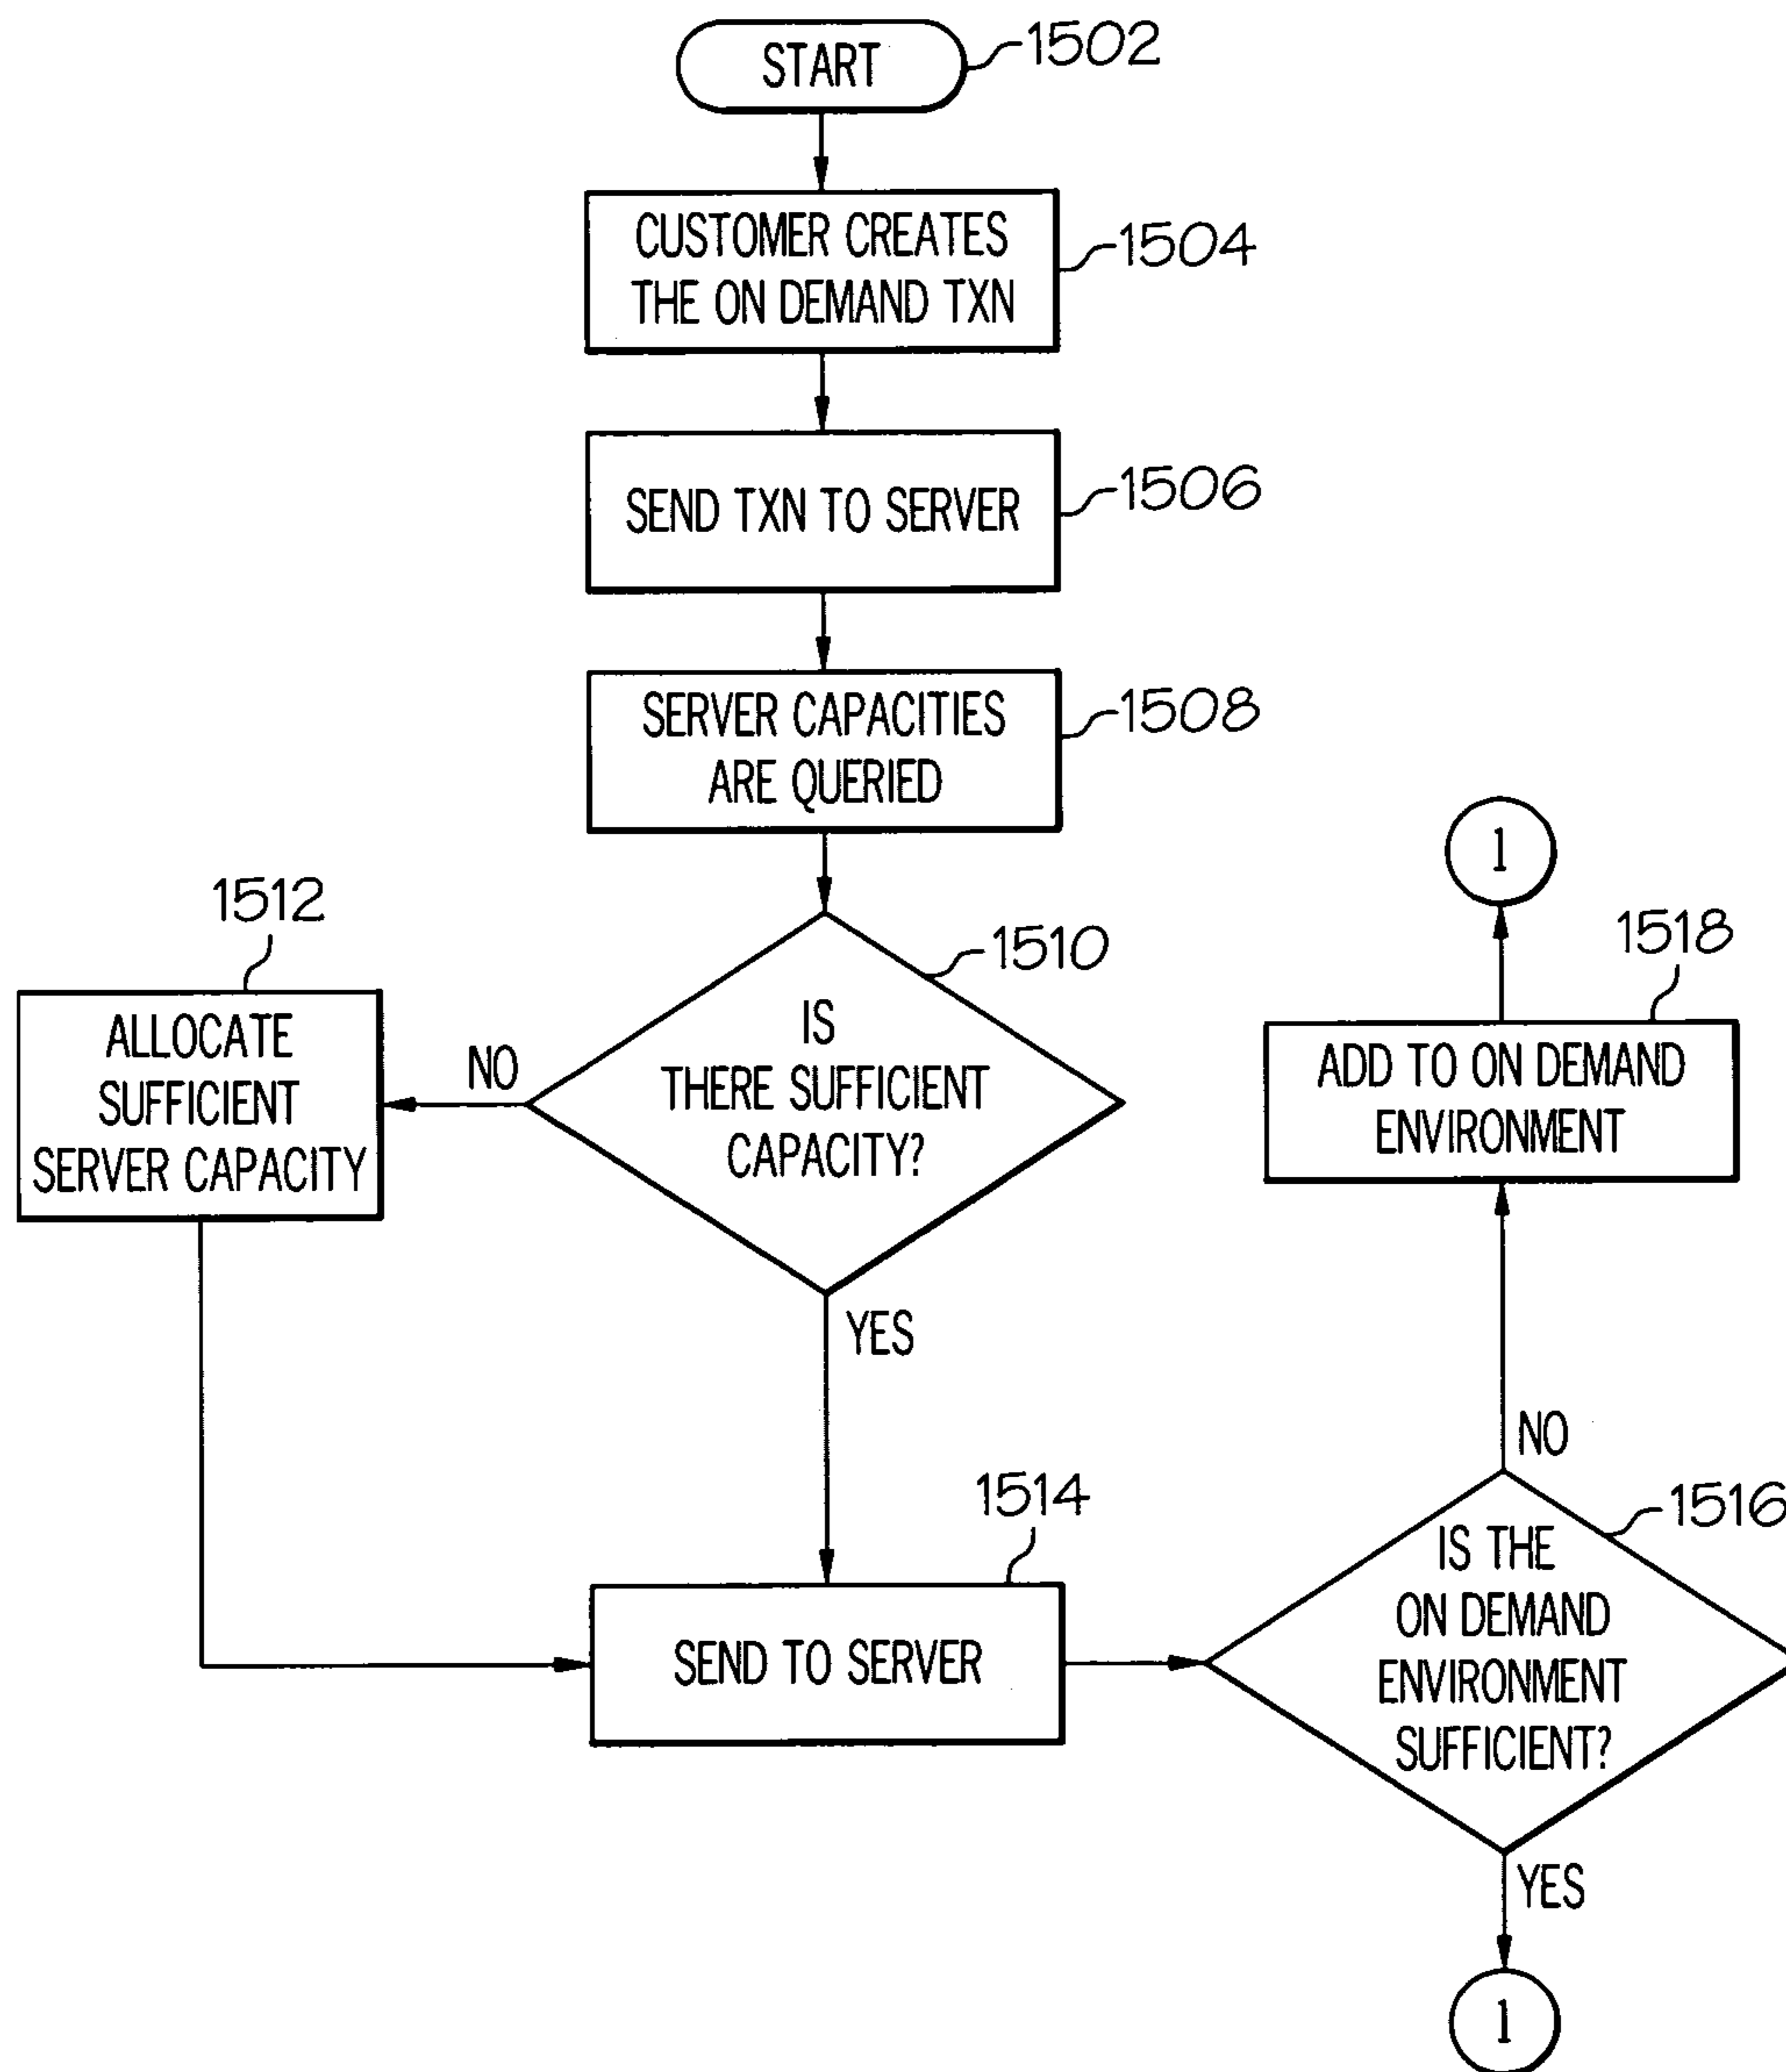 START
1502
CUSTOMER CREATES
THE ON DEMAND TXN
1504
SEND TXN TO SERVER
1506
SERVER CAPACITIES
ARE QUERIED
1508
1510
IS
THERE SUFFICIENT
CAPACITY?
NO
YES
1512
ALLOCATE
SUFFICIENT
SERVER CAPACITY
1514
SEND TO SERVER
1516
IS THE
ON DEMAND
ENVIRONMENT
SUFFICIENT?
NO
YES
1518
ADD TO ON DEMAND
ENVIRONMENT
1
1